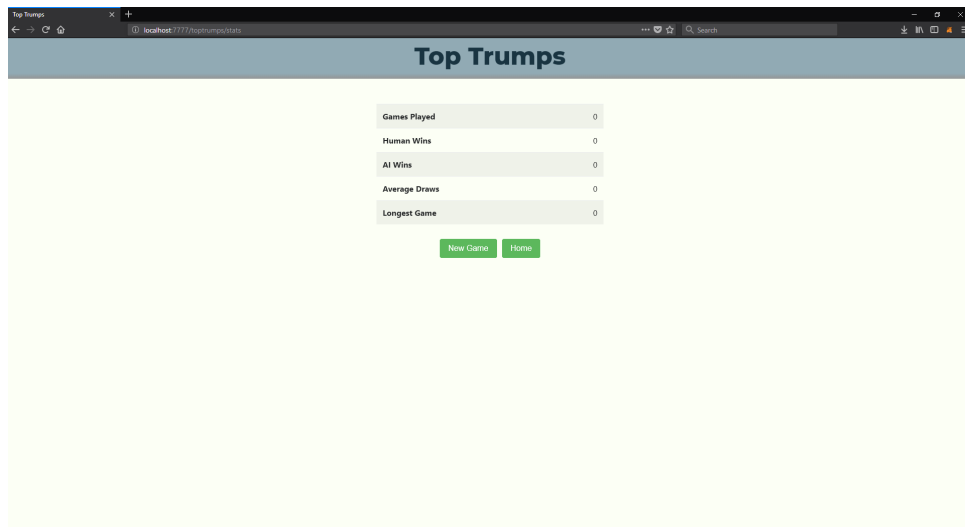 Top Trumps
localhost:7777/toptrumps/stats
Search
Top Trumps
Games Played 0
Human Wins 0
AI Wins 0
Average Draws 0
Longest Game 0
New Game Home